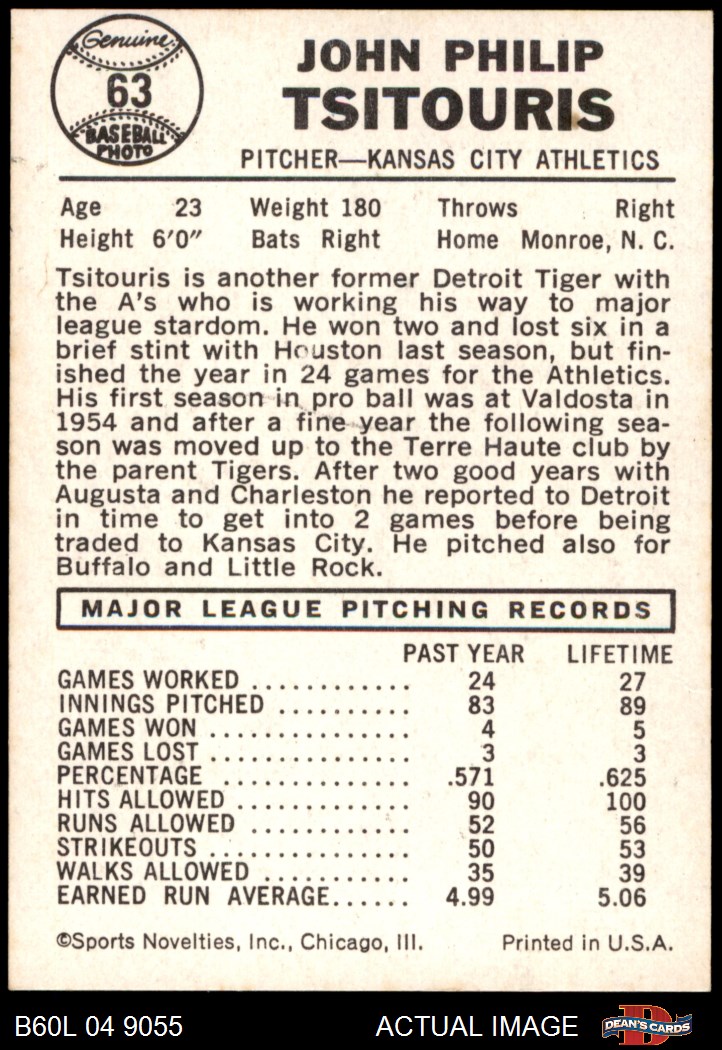 Genuine
63
BASEBALL
PHOTO
JOHN PHILIP
TSITOURIS
PITCHER—KANSAS CITY ATHLETICS
Age 23 Weight 180 Throws Right
Height 6'0" Bats Right Home Monroe, N. C.
Tsitouris is another former Detroit Tiger with
the A's who is working his way to major
league stardom. He won two and lost six in a
brief stint with Houston last season, but fin-
ished the year in 24 games for the Athletics.
His first season in pro ball was at Valdosta in
1954 and after a fine year the following sea-
son was moved up to the Terre Haute club by
the parent Tigers. After two good years with
Augusta and Charleston he reported to Detroit
in time to get into 2 games before being
traded to Kansas City. He pitched also for
Buffalo and Little Rock.
MAJOR LEAGUE PITCHING RECORDS
PAST YEAR LIFETIME
GAMES WORKED ............ 24 27
INNINGS PITCHED .......... 83 89
GAMES WON ............... 4 5
GAMES LOST ............... 3 3
PERCENTAGE .............. .571 .625
HITS ALLOWED ............. 90 100
RUNS ALLOWED ............ 52 56
STRIKEOUTS ............... 50 53
WALKS ALLOWED ........... 35 39
EARNED RUN AVERAGE...... 4.99 5.06
©Sports Novelties, Inc., Chicago, Ill. Printed in U.S.A.
B60L 04 9055 ACTUAL IMAGE D DEAN'S CARDS